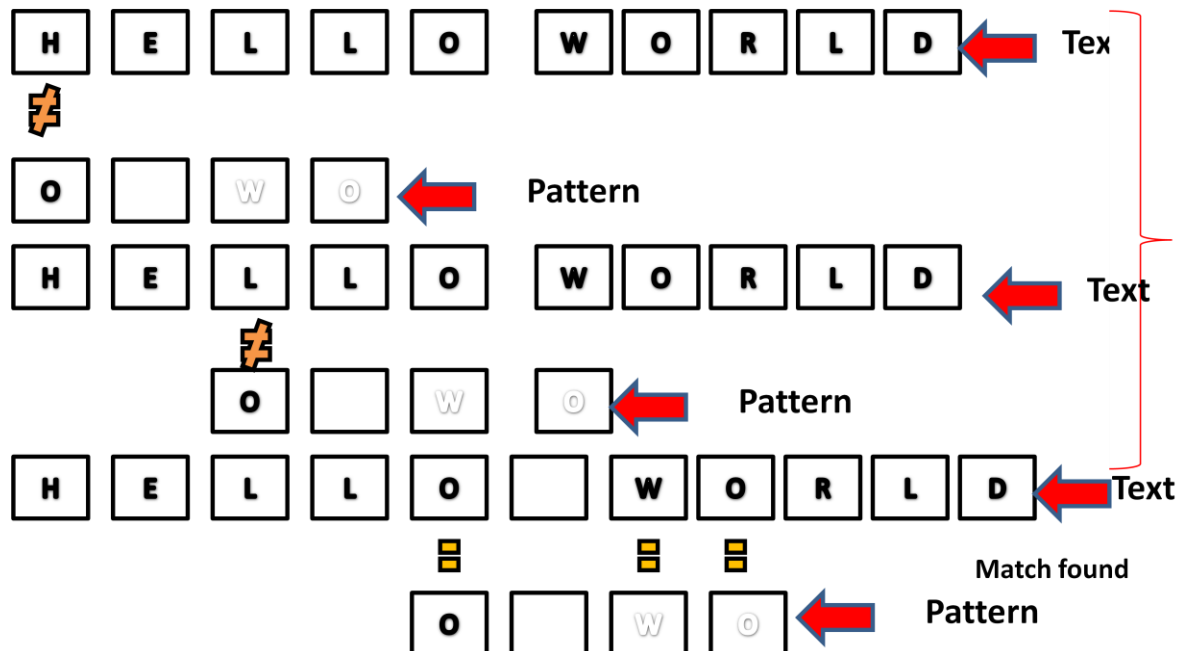 H E L L O W O R L D Tex
≠
O W O Pattern
H E L L O W O R L D Text
≠
O W O Pattern
H E L L O W O R L D Text
= = =
Match found
O W O Pattern